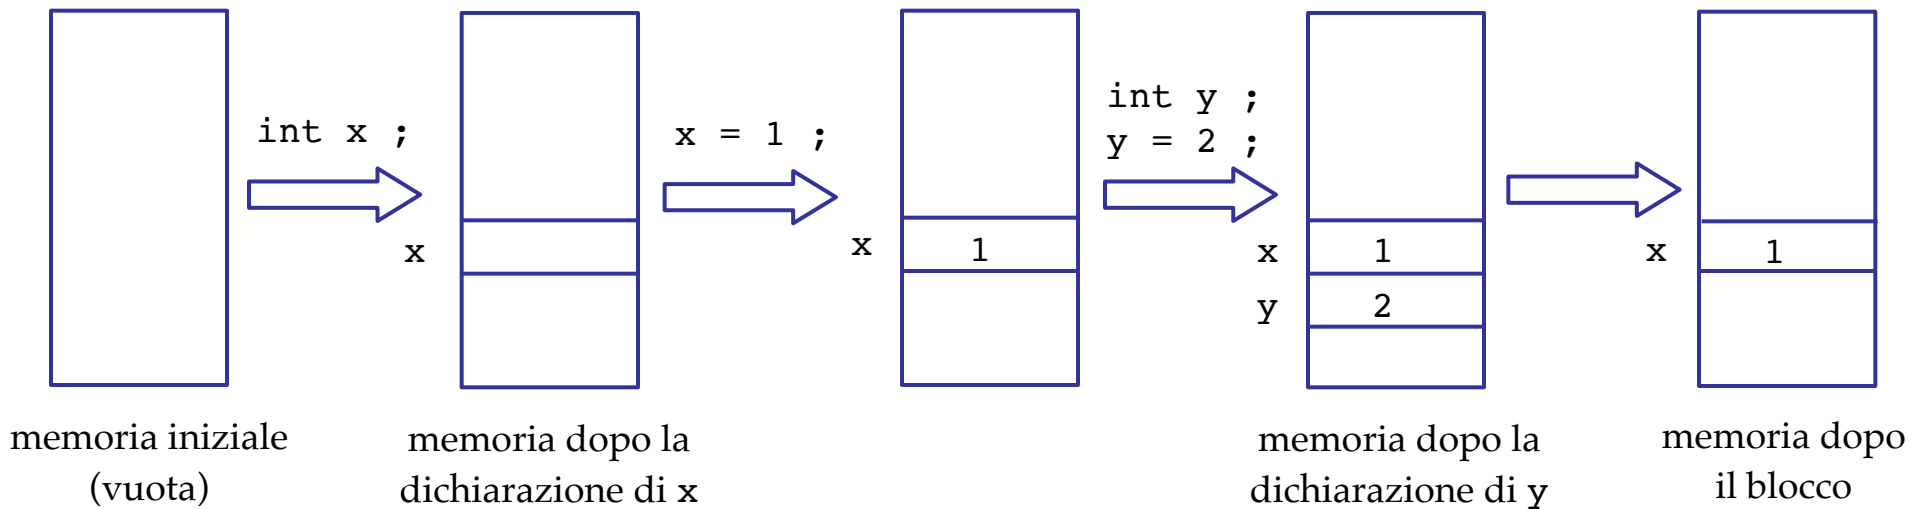 int x ;
x = 1 ;
int y ;
y = 2 ;
x
x 1
x 1
y 2
x 1
memoria iniziale
(vuota)
memoria dopo la
dichiarazione di x
memoria dopo la
dichiarazione di y
memoria dopo
il blocco